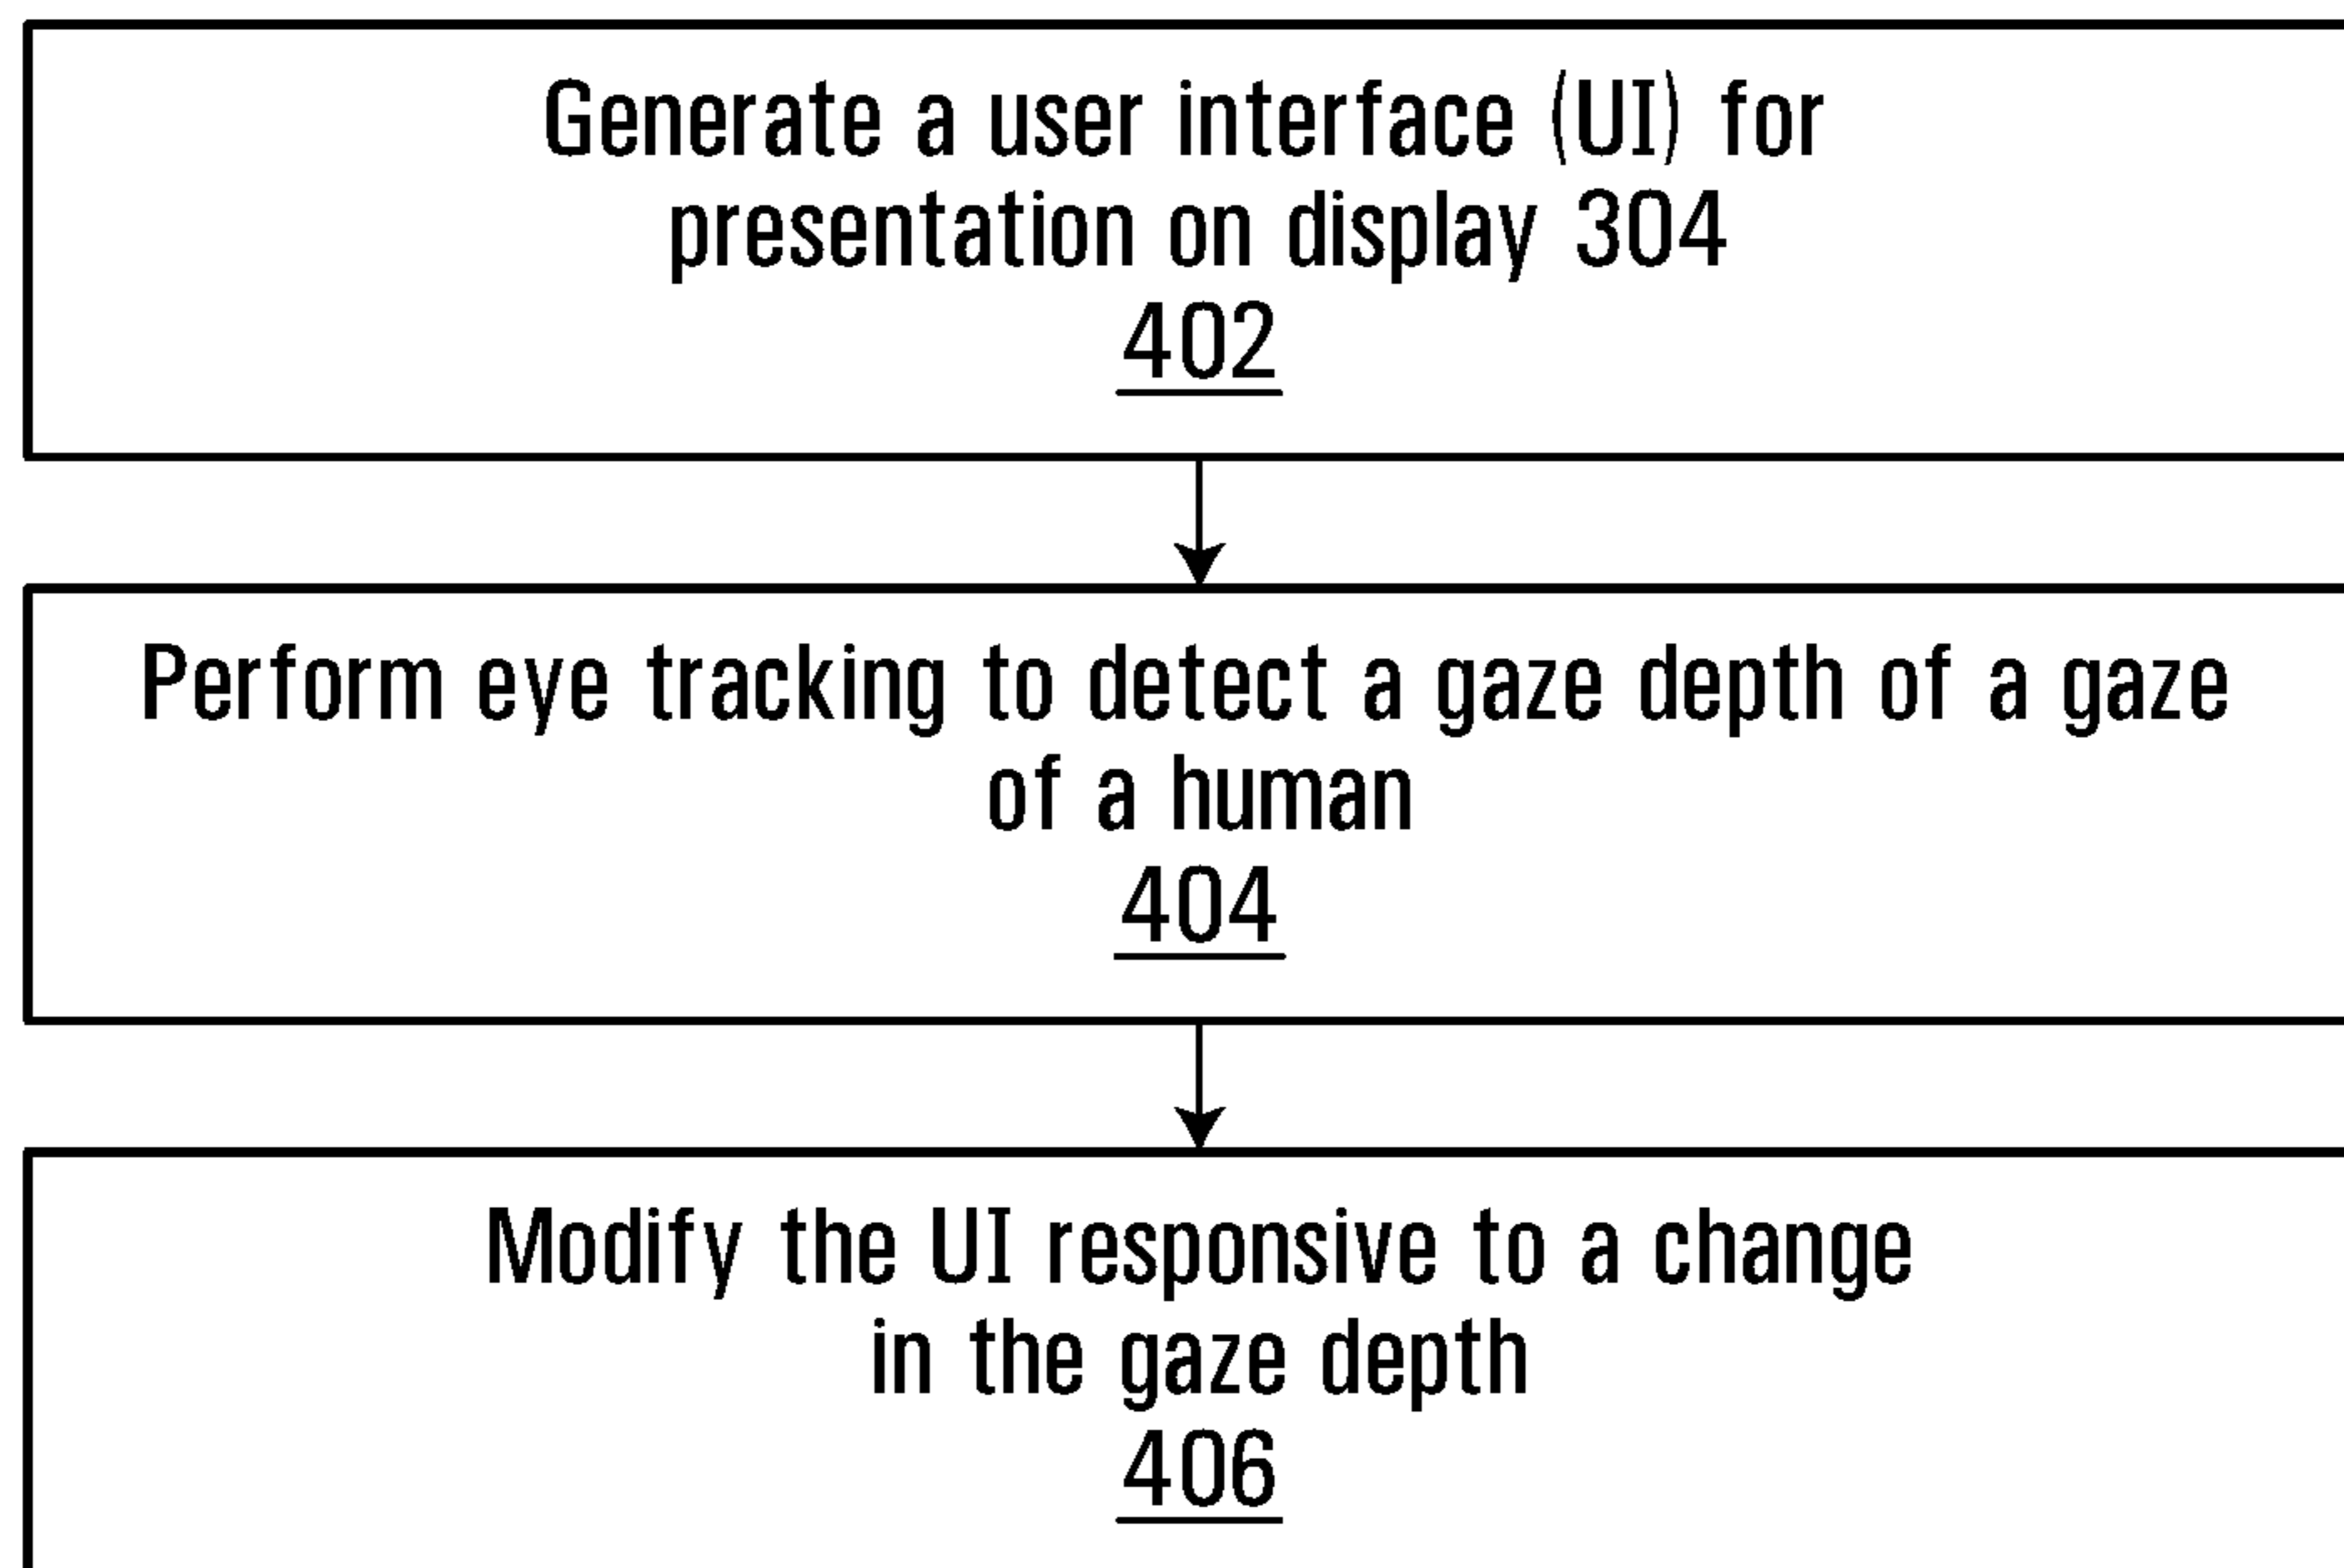 Generate a user interface (UI) for
presentation on display 304
402
Perform eye tracking to detect a gaze depth of a gaze
of a human
404
Modify the UI responsive to a change
in the gaze depth
406